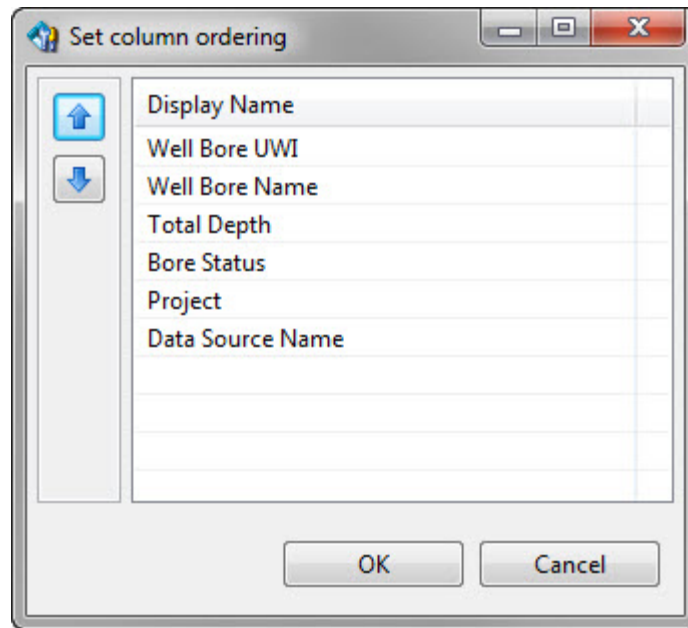 Set column ordering
Display Name
Well Bore UWI
Well Bore Name
Total Depth
Bore Status
Project
Data Source Name
OK
Cancel